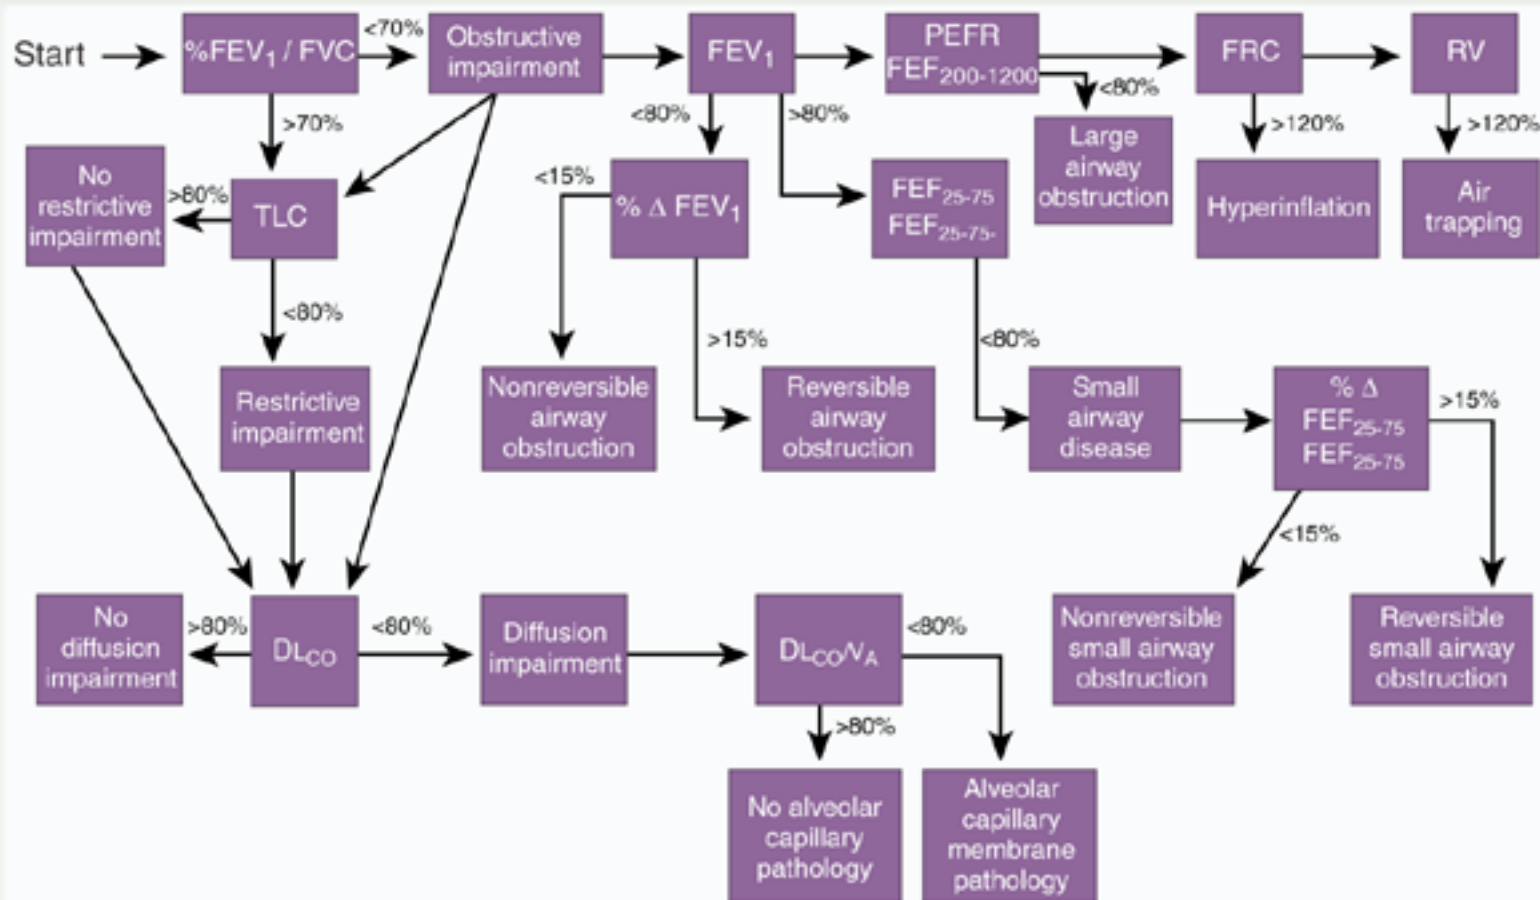 Start
%FEV₁ / FVC
<70%
Obstructive
impairment
FEV₁
PEFR
FEF₂₀₀₋₁₂₀₀
FRC
RV
>70%
<80%
>80%
<80%
>120%
>120%
No
restrictive
impairment
>80%
TLC
<15%
% Δ FEV₁
FEF₂₅₋₇₅
FEF₂₅₋₇₅₋
Large
airway
obstruction
Hyperinflation
Air
trapping
<80%
>15%
<80%
Restrictive
impairment
Nonreversible
airway
obstruction
Reversible
airway
obstruction
Small
airway
disease
% Δ
FEF₂₅₋₇₅
FEF₂₅₋₇₅
>15%
<15%
No
diffusion
impairment
>80%
DL_CO
<80%
Diffusion
impairment
DL_CO/V_A
<80%
Nonreversible
small airway
obstruction
Reversible
small airway
obstruction
>80%
No alveolar
capillary
pathology
Alveolar
capillary
membrane
pathology